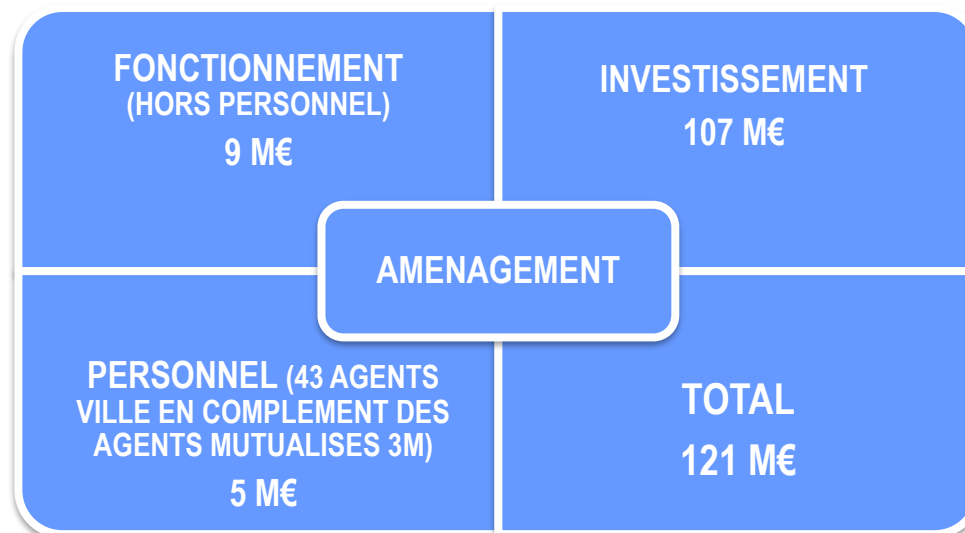 FONCTIONNEMENT
(HORS PERSONNEL)
9 M€
INVESTISSEMENT
107 M€
AMENAGEMENT
PERSONNEL (43 AGENTS
VILLE EN COMPLEMENT DES
AGENTS MUTUALISES 3M)
5 M€
TOTAL
121 M€